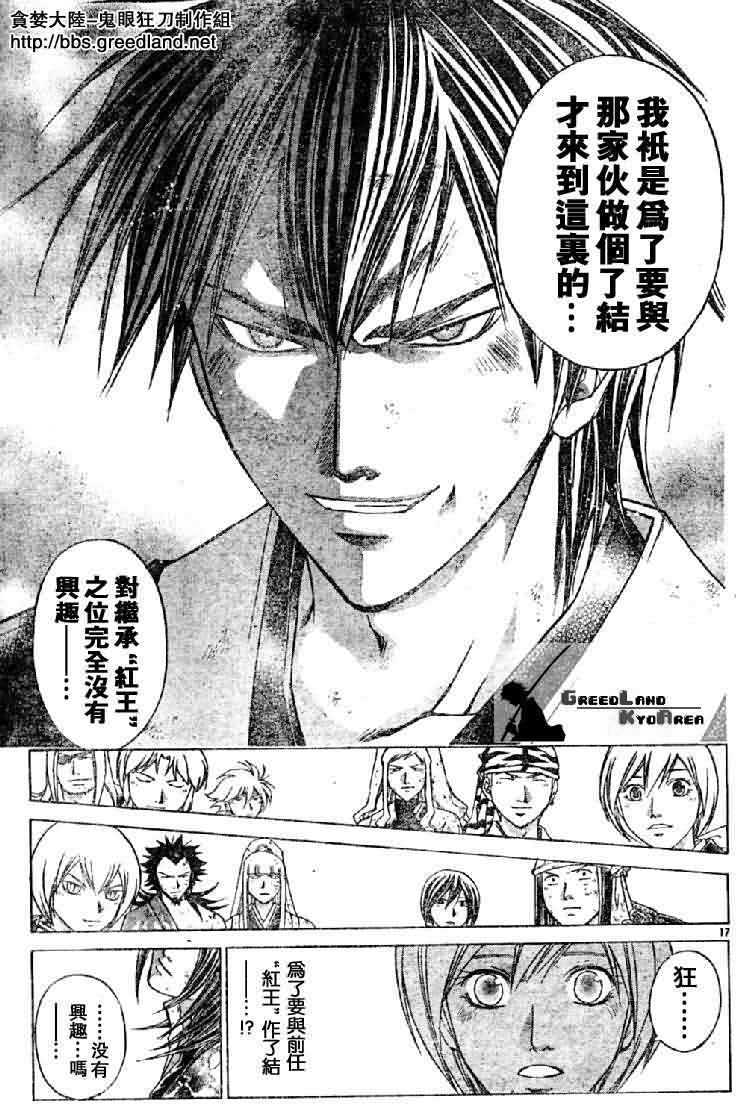 貪婪大陸-鬼眼狂刀制作組
http://bbs.greedland.net
我祇是爲了要與
那家伙做個了結
才來到這裏的…
對繼承“紅王”
之位完全沒有
興趣——…
GREEDLAND
KYOAREA
17
狂……
爲了要與前任
“紅王”作了結
——…!?
……没有
興趣…嗎
——